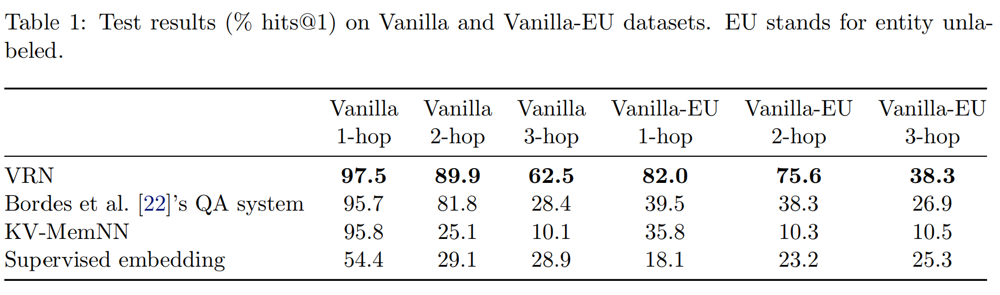 Table 1: Test results (% hits@1) on Vanilla and Vanilla-EU datasets. EU stands for entity unla-
beled.
Vanilla Vanilla Vanilla Vanilla-EU Vanilla-EU Vanilla-EU
1-hop 2-hop 3-hop 1-hop 2-hop 3-hop
VRN 97.5 89.9 62.5 82.0 75.6 38.3
Bordes et al. [22]'s QA system 95.7 81.8 28.4 39.5 38.3 26.9
KV-MemNN 95.8 25.1 10.1 35.8 10.3 10.5
Supervised embedding 54.4 29.1 28.9 18.1 23.2 25.3